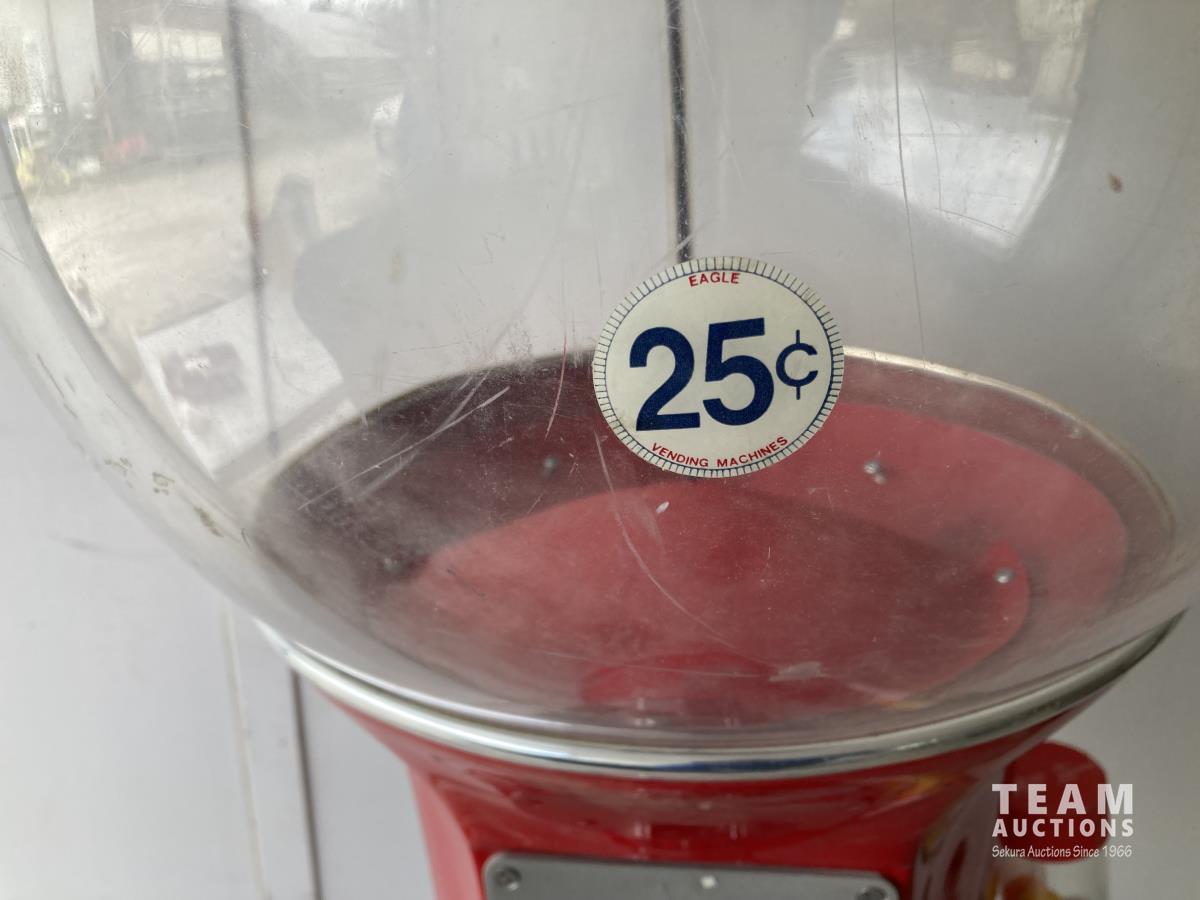 EAGLE
25¢
VENDING MACHINES
TEAM
AUCTIONS
Sekura Auctions Since 1966